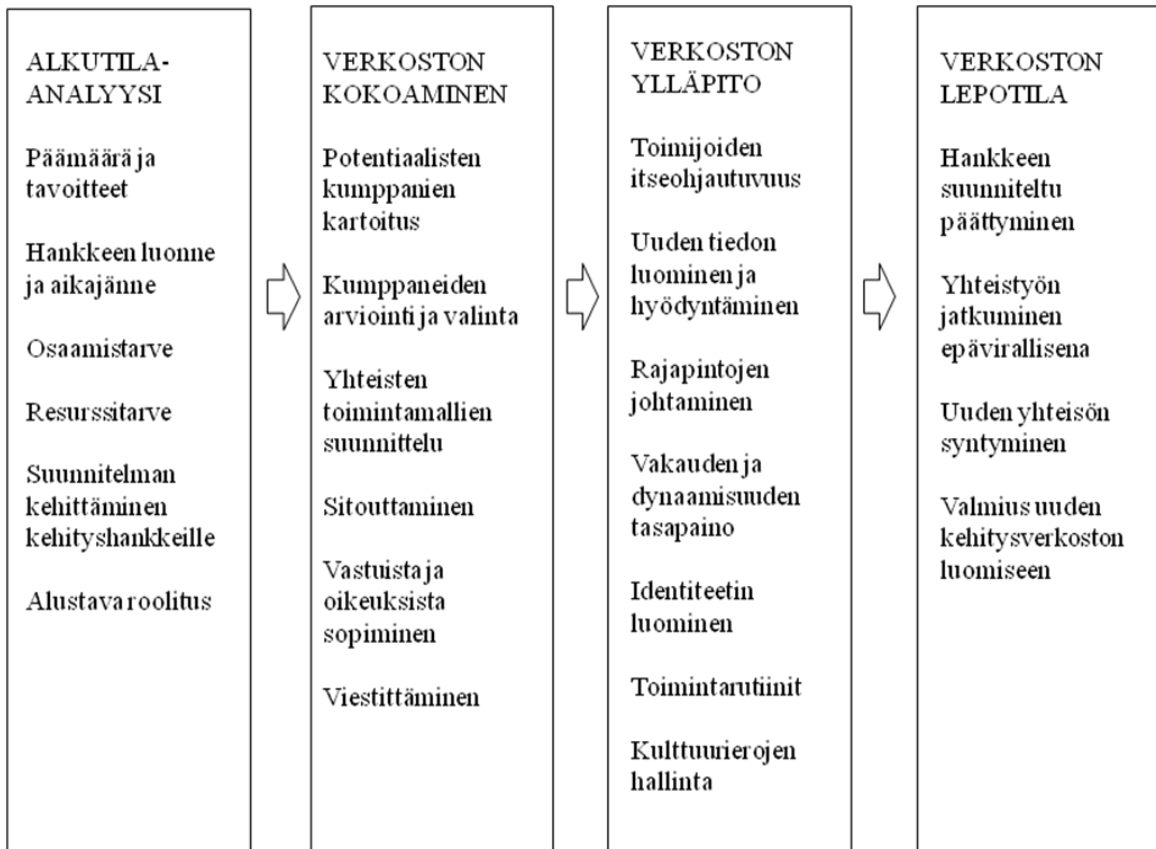 ALKUTILA-
ANALYYSI
Päämäärä ja
tavoitteet
Hankkeen luonne
ja aikajänne
Osaamistarve
Resurssitarve
Suunnitelman
kehittäminen
kehityshankkeille
Alustava roolitus
VERKOSTON
KOKOAMINEN
Potentiaalisten
kumppanien
kartoitus
Kumppaneiden
arviointi ja valinta
Yhteisten
toimintamallien
suunnittelu
Sitouttaminen
Vastuista ja
oikeuksista
sopiminen
Viestittäminen
VERKOSTON
YLLÄPITO
Toimijoiden
itseohjautuvuus
Uuden tiedon
luominen ja
hyödyntäminen
Rajapintojen
johtaminen
Vakauden ja
dynaamisuuden
tasapaino
Identiteetin
luominen
Toimintarutiinit
Kulttuurierojen
hallinta
VERKOSTON
LEPOTILA
Hankkeen
suunniteltu
päättyminen
Yhteistyön
jatkuminen
epävirallisena
Uuden yhteisön
syntyminen
Valmius uuden
kehitysverkoston
luomiseen